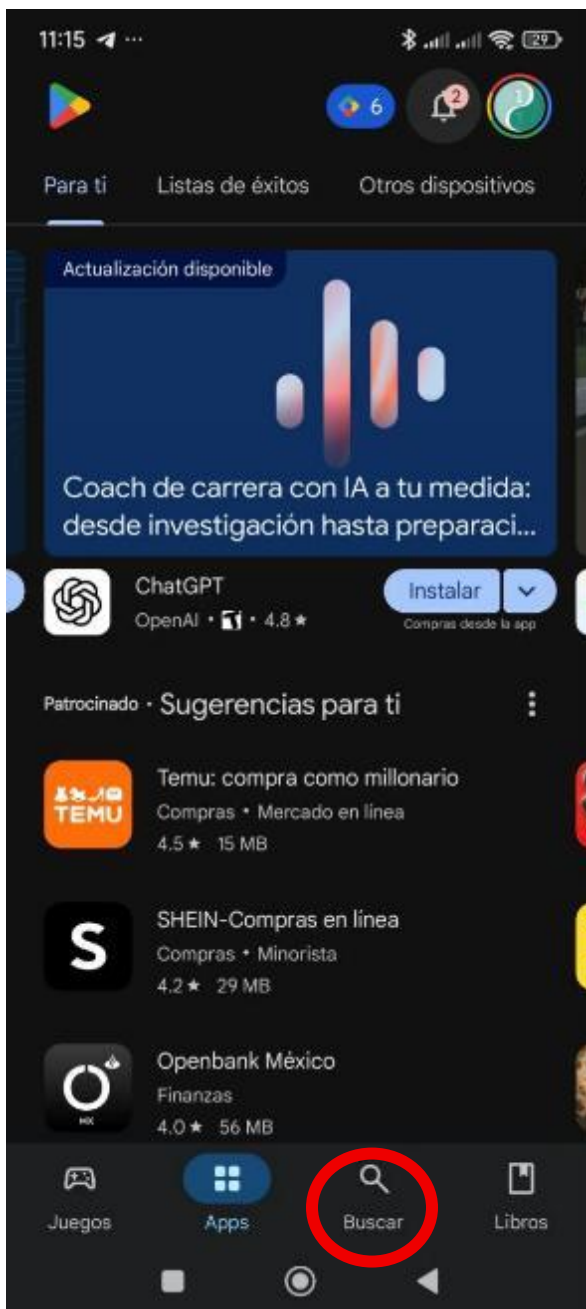 11:15
29
6
2
Para ti Listas de éxitos Otros dispositivos
Actualización disponible
Coach de carrera con IA a tu medida:
desde investigación hasta preparaci...
ChatGPT
OpenAI • 4.8 ★
Instalar
Compras desde la app
Patrocinado · Sugerencias para ti
TEMU
Temu: compra como millonario
Compras • Mercado en línea
4.5 ★ 15 MB
S
SHEIN-Compras en línea
Compras • Minorista
4.2 ★ 29 MB
MX
Openbank México
Finanzas
4.0 ★ 56 MB
Juegos Apps Buscar Libros